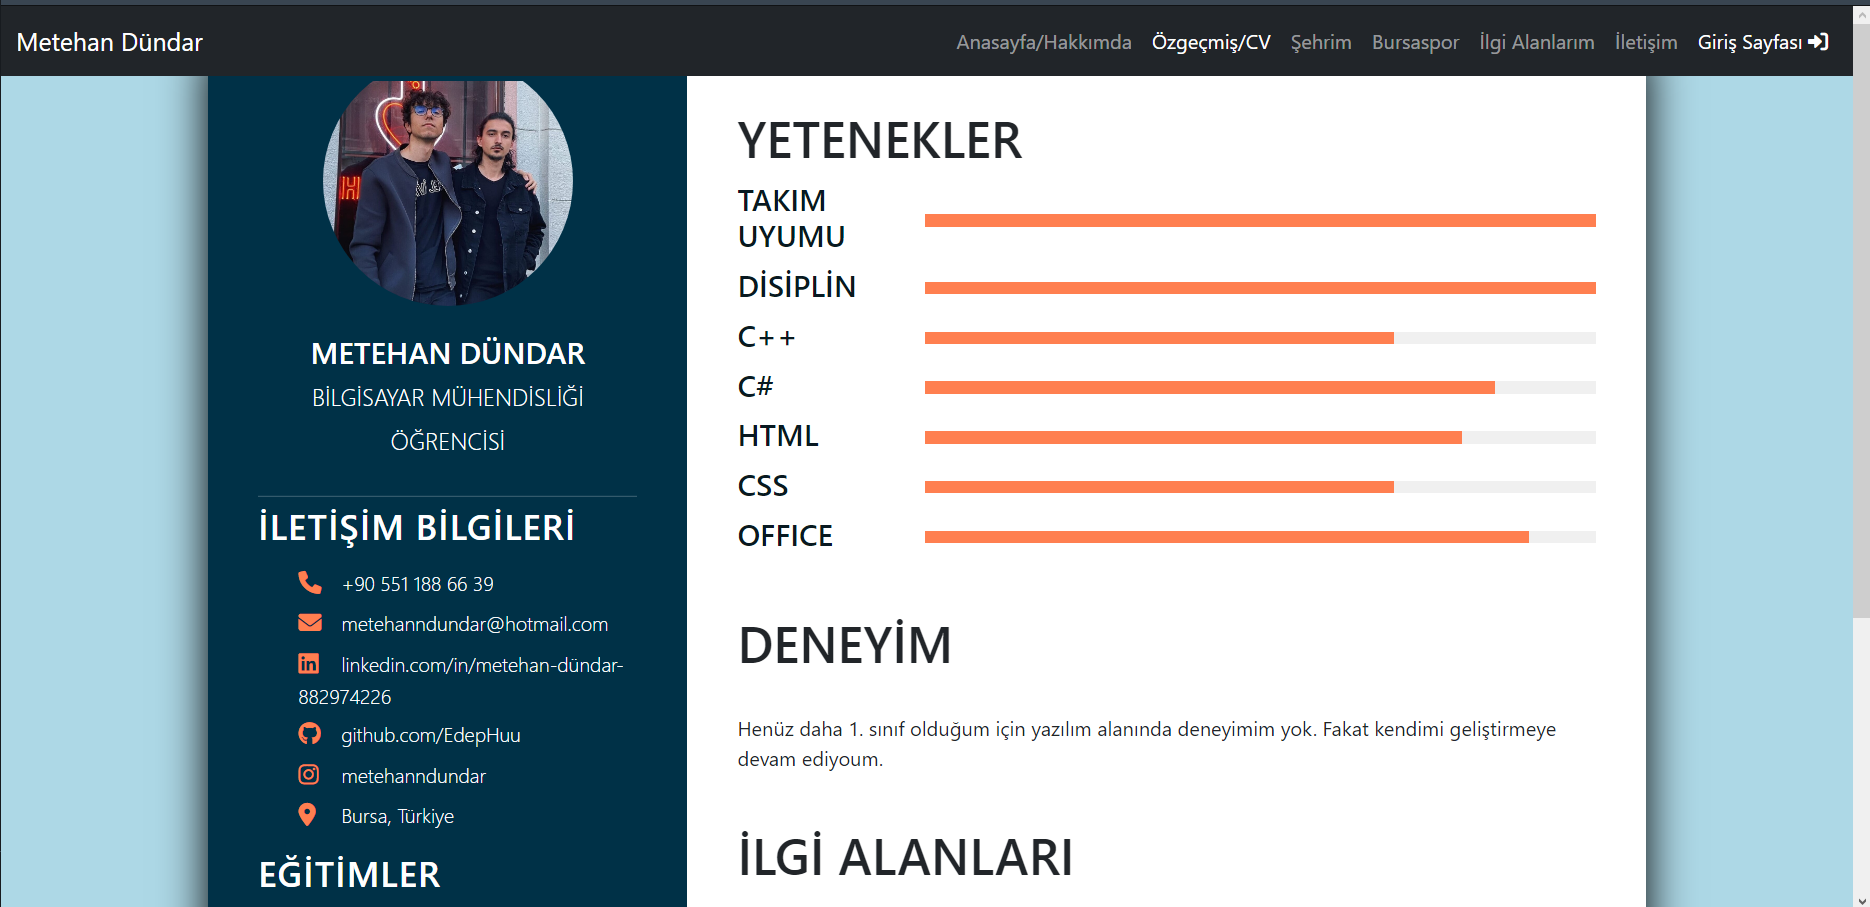 Metehan Dündar
Anasayfa/Hakkımda Özgeçmiş/CV Şehrim Bursaspor İlgi Alanlarım İletişim Giriş Sayfası
METEHAN DÜNDAR
BİLGİSAYAR MÜHENDİSLİĞİ
ÖĞRENCİSİ
İLETİŞİM BİLGİLERİ
+90 551 188 66 39
metehanndundar@hotmail.com
linkedin.com/in/metehan-dündar-
882974226
github.com/EdepHuu
metehanndundar
Bursa, Türkiye
EĞİTİMLER
YETENEKLER
TAKIM
UYUMU
DİSİPLİN
C++
C#
HTML
CSS
OFFICE
DENEYİM
Henüz daha 1. sınıf olduğum için yazılım alanında deneyimim yok. Fakat kendimi geliştirmeye
devam ediyoum.
İLGİ ALANLARI